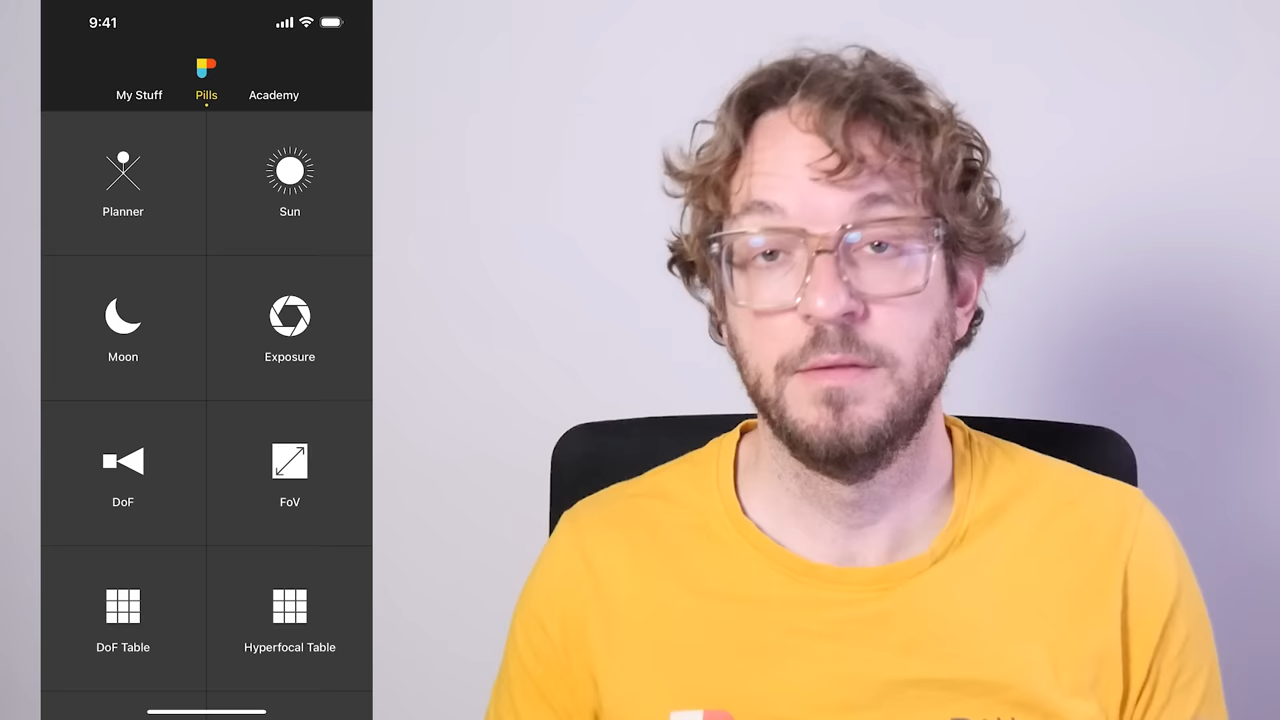 9:41
My Stuff Pills Academy
Planner Sun
Moon Exposure
DoF FoV
DoF Table Hyperfocal Table